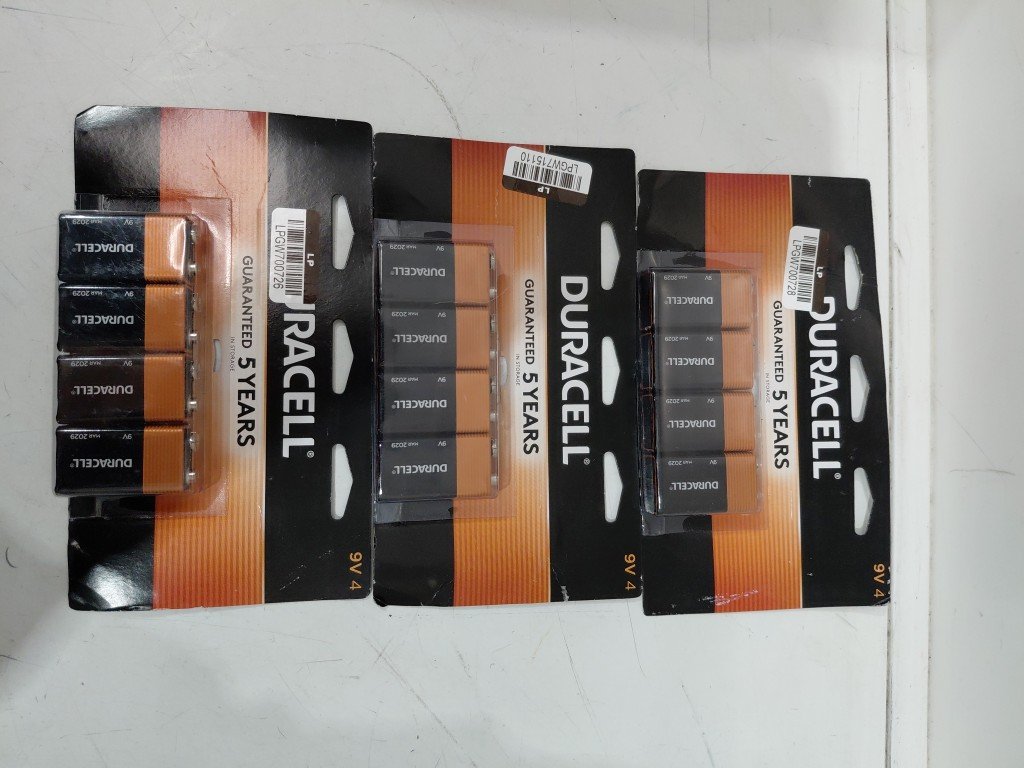 LP
LPGW700726
DURACELL®
GUARANTEED 5 YEARS
IN STORAGE
9V 4
9V
MAR 2029
DURACELL®
9V
MAR 2029
DURACELL®
9V
MAR 2029
DURACELL®
9V
MAR 2029
DURACELL®
LP
LPGW715110
DURACELL®
GUARANTEED 5 YEARS
IN STORAGE
9V 4
9V
MAR 2029
DURACELL®
9V
MAR 2029
DURACELL®
9V
MAR 2029
DURACELL®
9V
MAR 2029
DURACELL®
LP
LPGW700728
DURACELL®
GUARANTEED 5 YEARS
IN STORAGE
9V 4
9V
MAR 2029
DURACELL®
9V
MAR 2029
DURACELL®
9V
MAR 2029
DURACELL®
9V
MAR 2029
DURACELL®